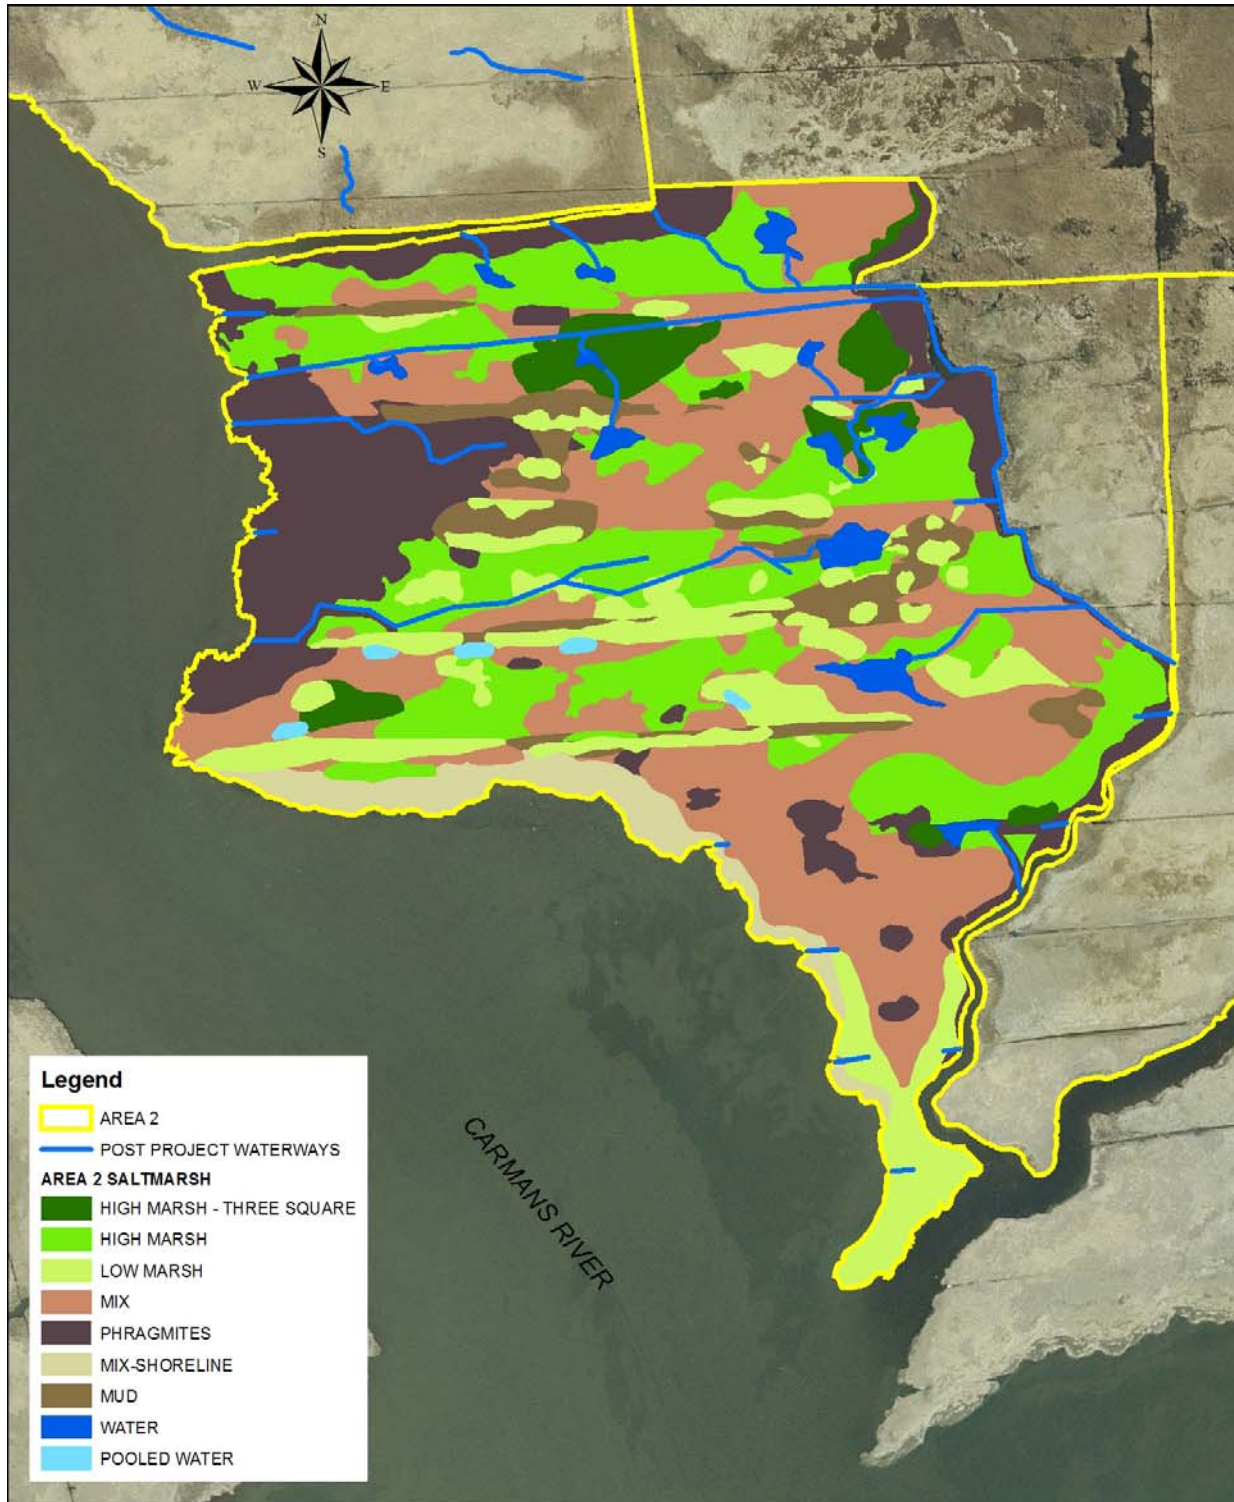 N
W E
S
CARMANS RIVER
Legend
AREA 2
POST PROJECT WATERWAYS
AREA 2 SALTMARSH
HIGH MARSH - THREE SQUARE
HIGH MARSH
LOW MARSH
MIX
PHRAGMITES
MIX-SHORELINE
MUD
WATER
POOLED WATER